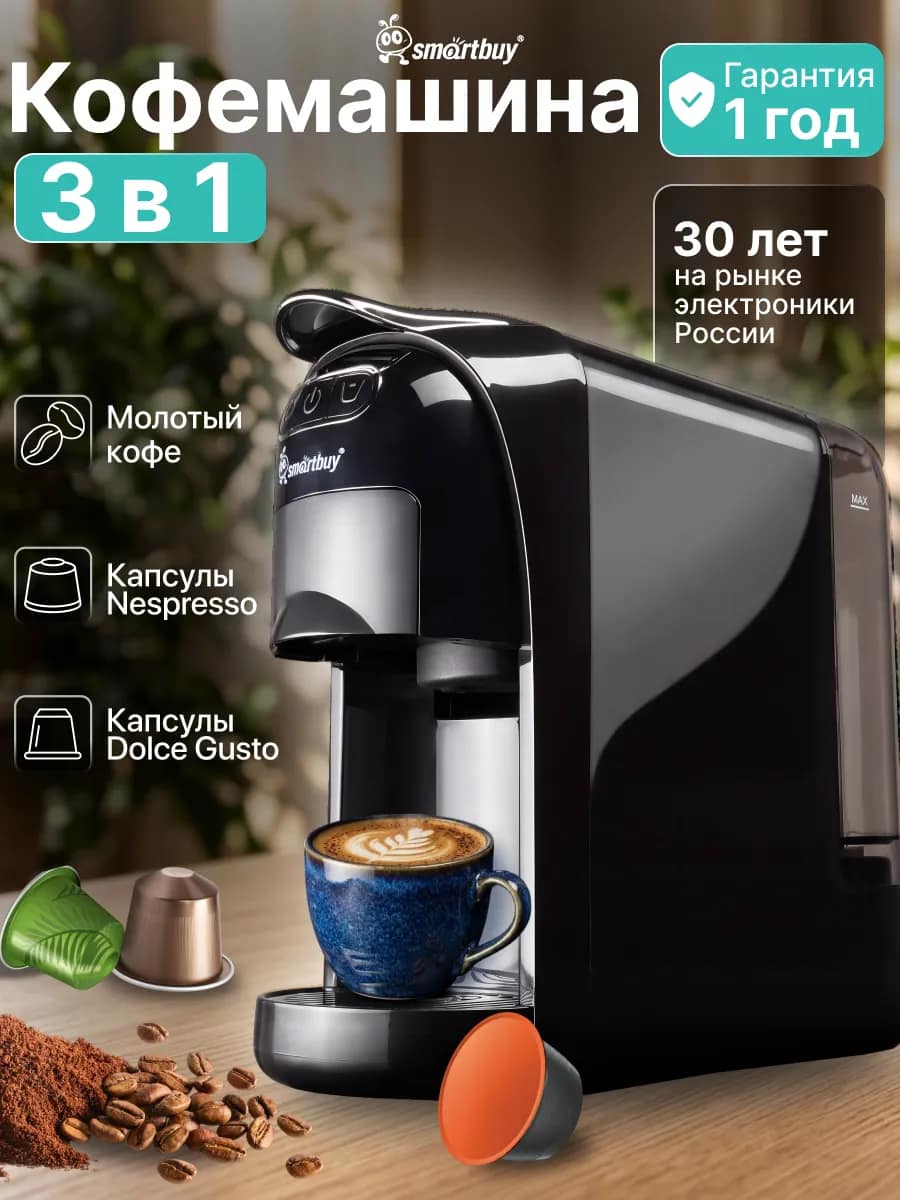 smartbuy®
Кофемашина
3 в 1
Гарантия
1 год
30 лет
на рынке
электроники
России
Молотый
кофе
Капсулы
Nespresso
Капсулы
Dolce Gusto
smartbuy®
MAX